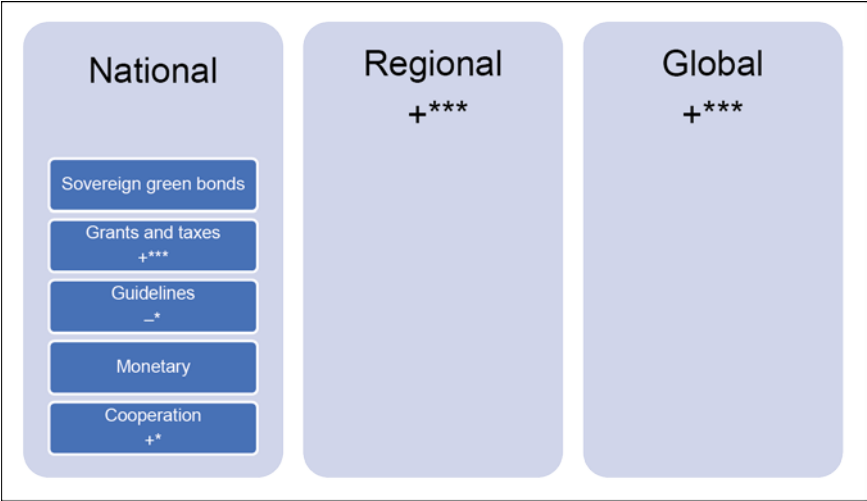 National
Sovereign green bonds
Grants and taxes
+***
Guidelines
–*
Monetary
Cooperation
+*
Regional
+***
Global
+***